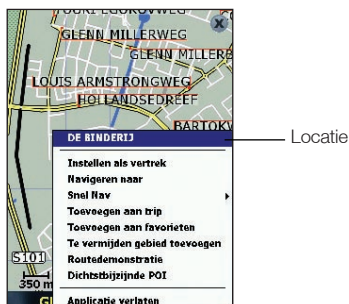 GLENN MILLERWEG
GLENN MILLER
LOUIS ARMSTRONGWEG
HOLLANDSEDREEF
BARTOK
DE BINDERIJ
Locatie
Instellen als vertrek
Navigeren naar
Snel Nav
Toevoegen aan trip
Toevoegen aan favorieten
Te vermijden gebied toevoegen
Routedemonstratie
Dichtstbijzijnde POI
Applicatie verlaten
S101
350 m